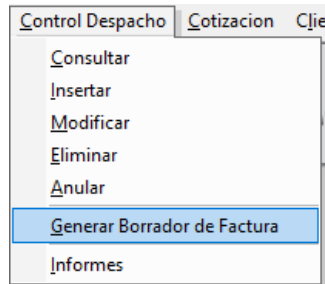 Control Despacho Cotizacion
Consultar
Insertar
Modificar
Eliminar
Anular
Generar Borrador de Factura
Informes